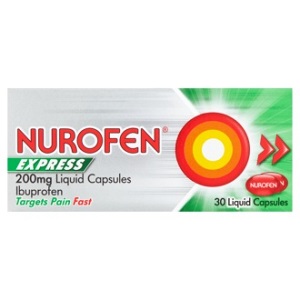 NUROFEN®
EXPRESS
200mg Liquid Capsules
Ibuprofen
Targets Pain Fast
NUROFEN
30 Liquid Capsules